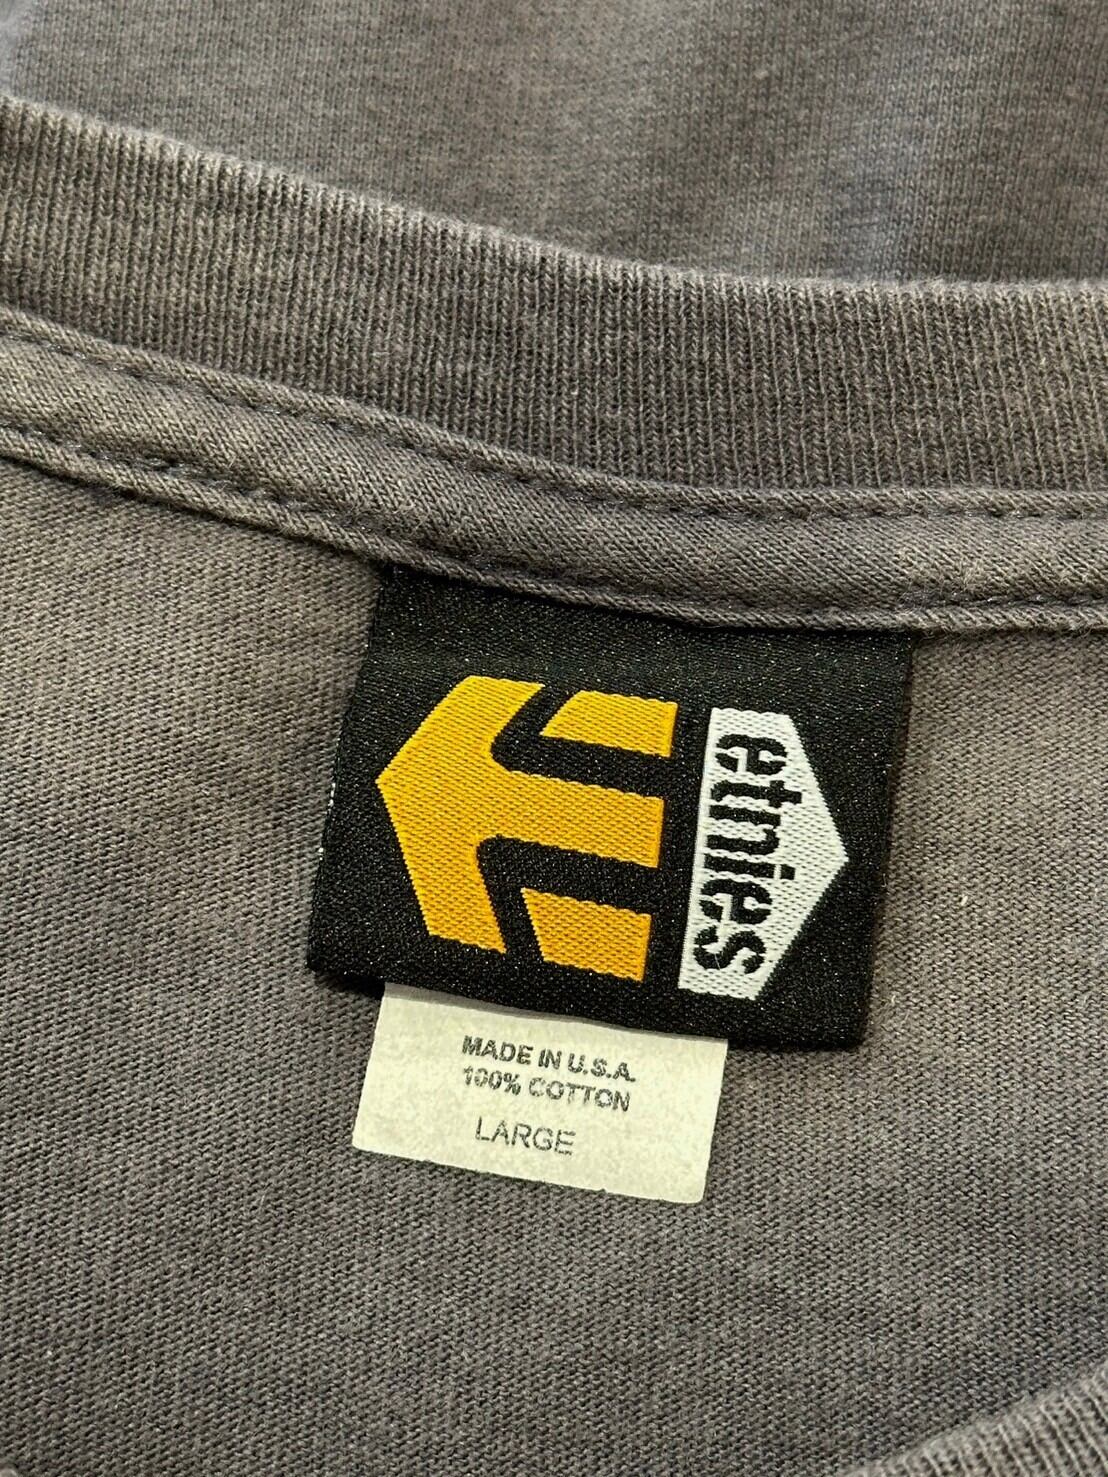 etnies
MADE IN U.S.A.
100% COTTON
LARGE